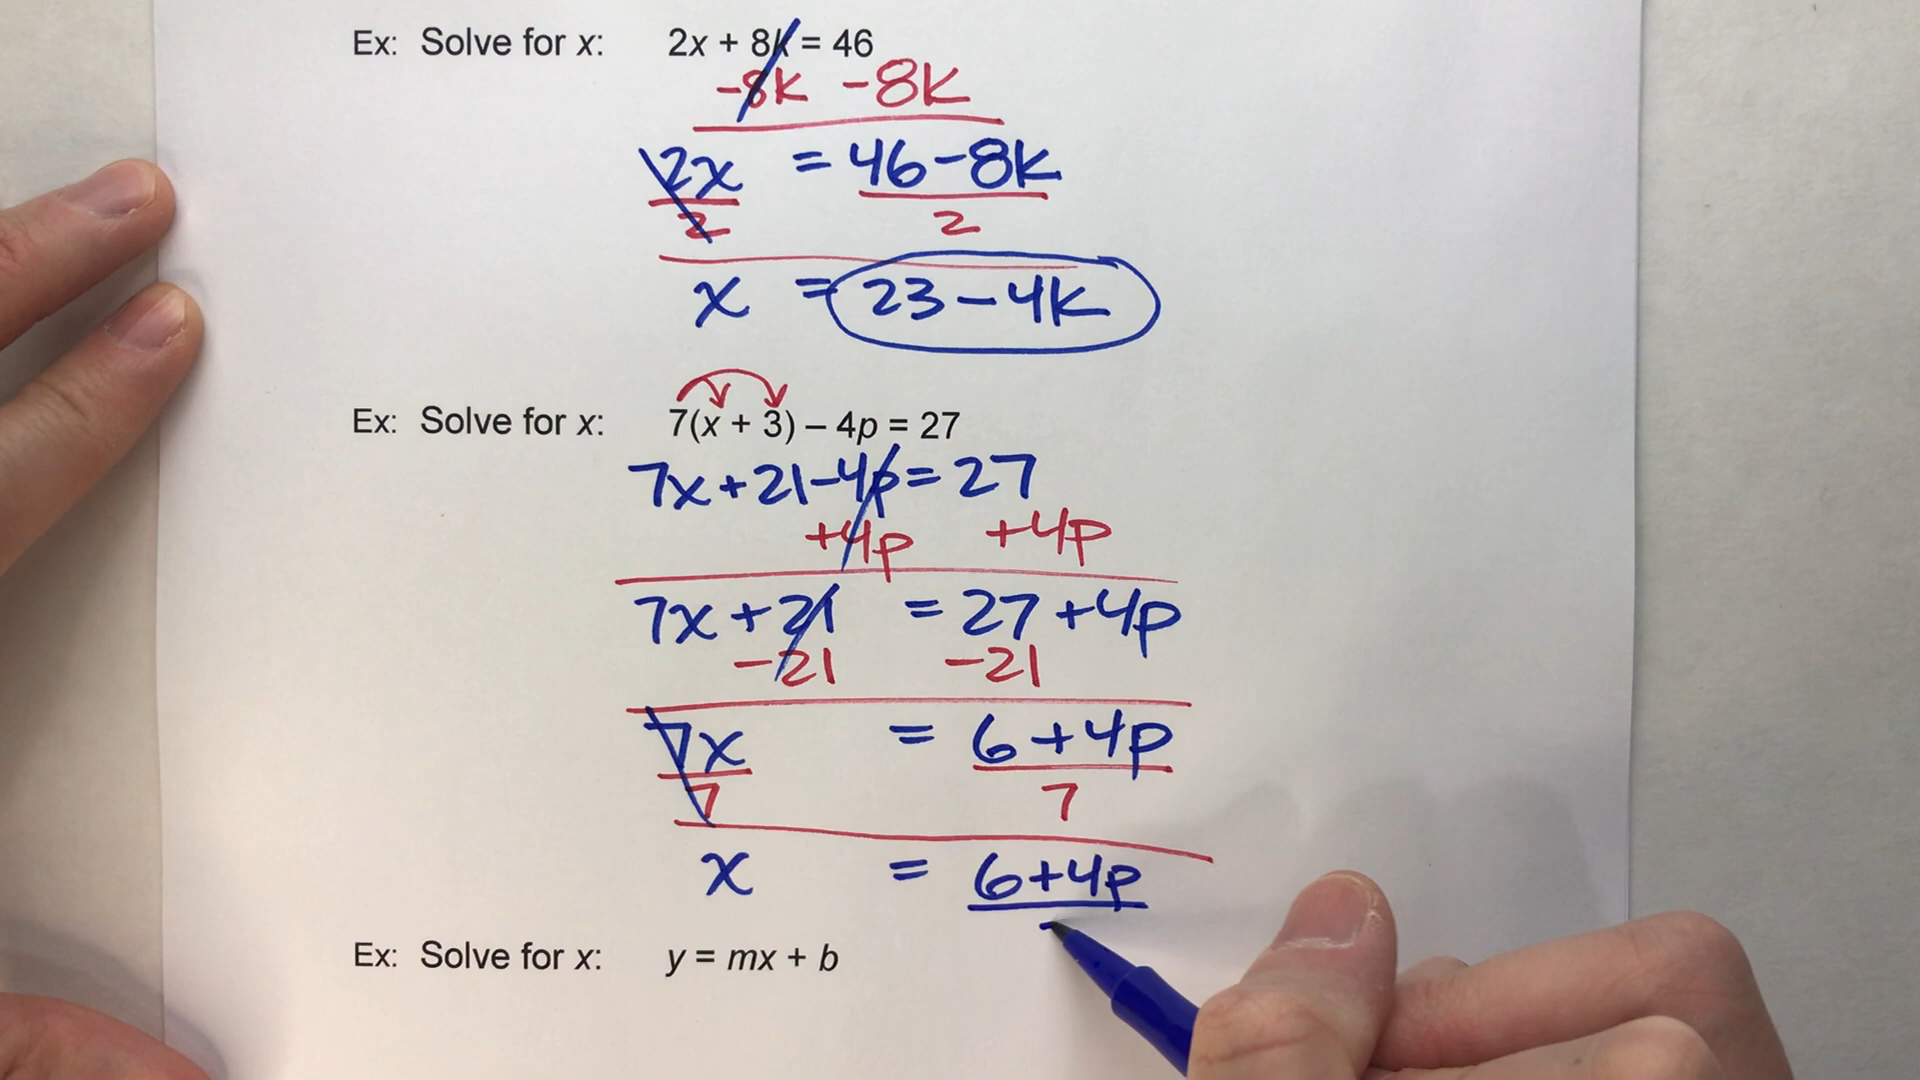 Ex: Solve for x: 2x + 8k = 46
-8k -8k
2x = 46-8k
2 2
x = 23-4k
Ex: Solve for x: 7(x + 3) – 4p = 27
7x+21-4p=27
+4p +4p
7x+21 = 27+4p
-21 -21
7x = 6+4p
7 7
x = 6+4p
Ex: Solve for x: y = mx + b